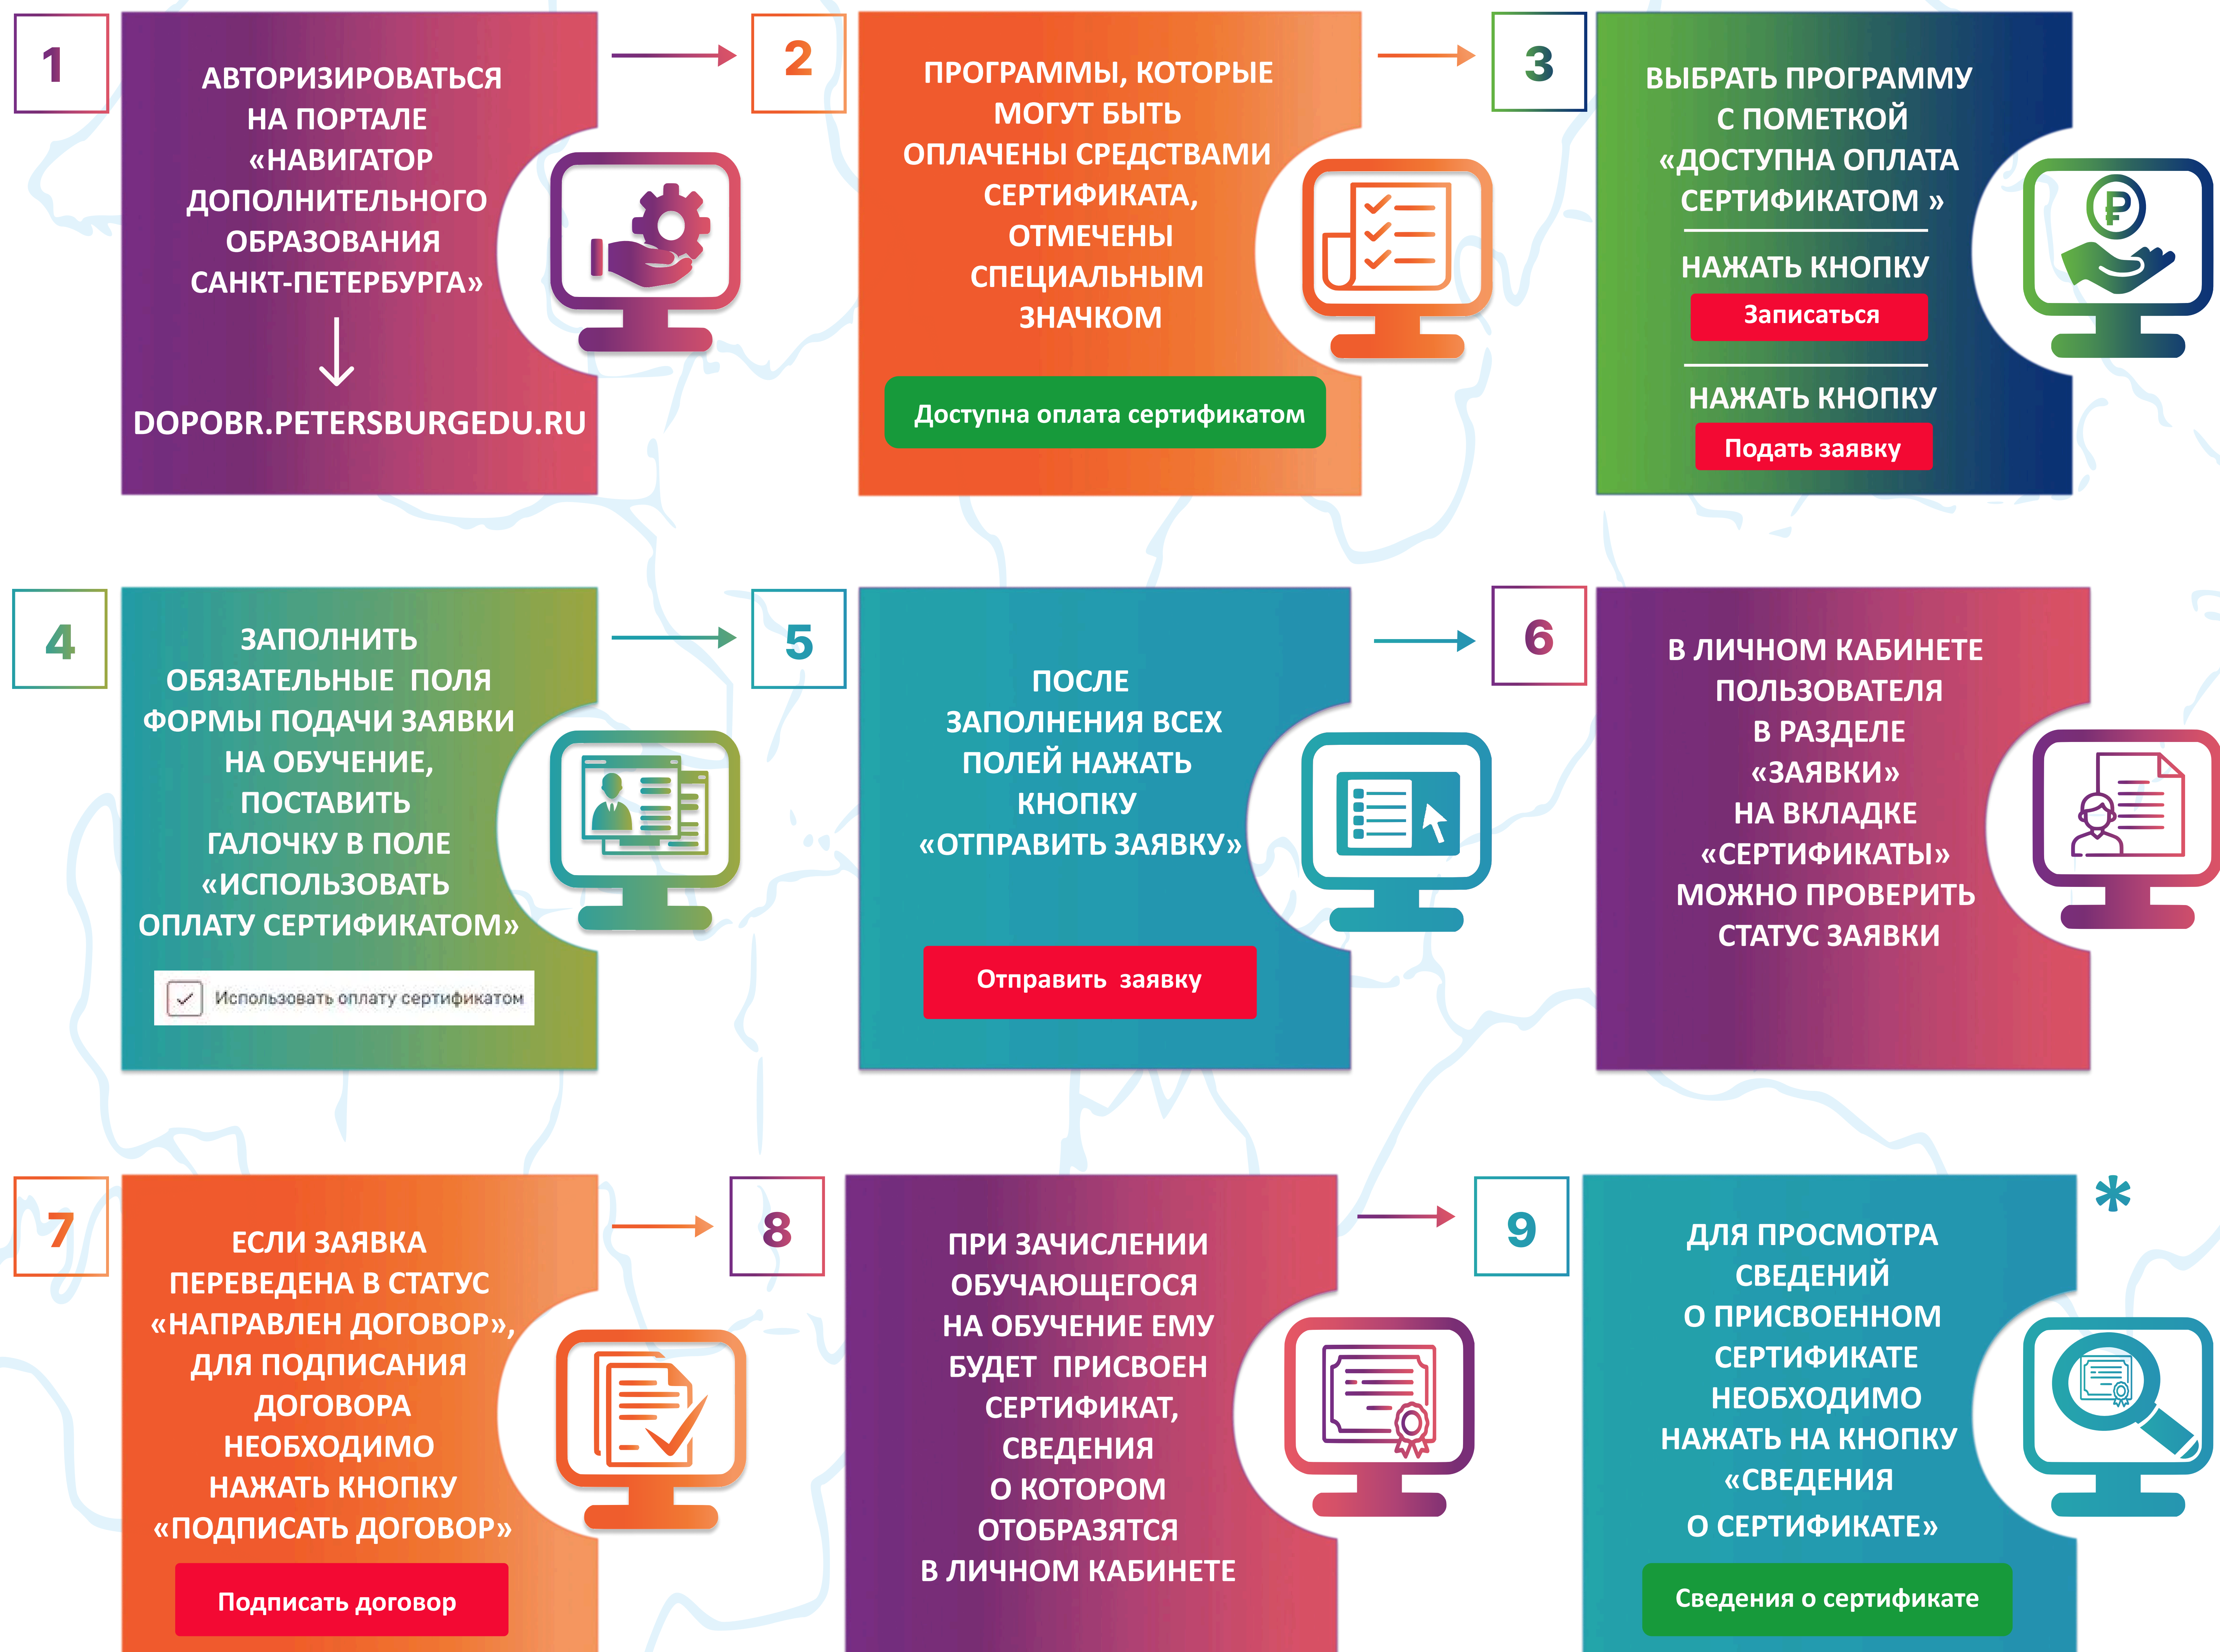 1
АВТОРИЗИРОВАТЬСЯ
НА ПОРТАЛЕ
«НАВИГАТОР
ДОПОЛНИТЕЛЬНОГО
ОБРАЗОВАНИЯ
САНКТ-ПЕТЕРБУРГА»
DOPOBR.PETERSBURGEDU.RU
2
ПРОГРАММЫ, КОТОРЫЕ
МОГУТ БЫТЬ
ОПЛАЧЕНЫ СРЕДСТВАМИ
СЕРТИФИКАТА,
ОТМЕЧЕНЫ
СПЕЦИАЛЬНЫМ
ЗНАЧКОМ
Доступна оплата сертификатом
3
ВЫБРАТЬ ПРОГРАММУ
С ПОМЕТКОЙ
«ДОСТУПНА ОПЛАТА
СЕРТИФИКАТОМ »
НАЖАТЬ КНОПКУ
Записаться
НАЖАТЬ КНОПКУ
Подать заявку
4
ЗАПОЛНИТЬ
ОБЯЗАТЕЛЬНЫЕ ПОЛЯ
ФОРМЫ ПОДАЧИ ЗАЯВКИ
НА ОБУЧЕНИЕ,
ПОСТАВИТЬ
ГАЛОЧКУ В ПОЛЕ
«ИСПОЛЬЗОВАТЬ
ОПЛАТУ СЕРТИФИКАТОМ»
Использовать оплату сертификатом
5
ПОСЛЕ
ЗАПОЛНЕНИЯ ВСЕХ
ПОЛЕЙ НАЖАТЬ
КНОПКУ
«ОТПРАВИТЬ ЗАЯВКУ»
Отправить заявку
6
В ЛИЧНОМ КАБИНЕТЕ
ПОЛЬЗОВАТЕЛЯ
В РАЗДЕЛЕ
«ЗАЯВКИ»
НА ВКЛАДКЕ
«СЕРТИФИКАТЫ»
МОЖНО ПРОВЕРИТЬ
СТАТУС ЗАЯВКИ
7
ЕСЛИ ЗАЯВКА
ПЕРЕВЕДЕНА В СТАТУС
«НАПРАВЛЕН ДОГОВОР»,
ДЛЯ ПОДПИСАНИЯ
ДОГОВОРА
НЕОБХОДИМО
НАЖАТЬ КНОПКУ
«ПОДПИСАТЬ ДОГОВОР»
Подписать договор
8
ПРИ ЗАЧИСЛЕНИИ
ОБУЧАЮЩЕГОСЯ
НА ОБУЧЕНИЕ ЕМУ
БУДЕТ ПРИСВОЕН
СЕРТИФИКАТ,
СВЕДЕНИЯ
О КОТОРОМ
ОТОБРАЗЯТСЯ
В ЛИЧНОМ КАБИНЕТЕ
9
*
ДЛЯ ПРОСМОТРА
СВЕДЕНИЙ
О ПРИСВОЕННОМ
СЕРТИФИКАТЕ
НЕОБХОДИМО
НАЖАТЬ НА КНОПКУ
«СВЕДЕНИЯ
О СЕРТИФИКАТЕ»
Сведения о сертификате